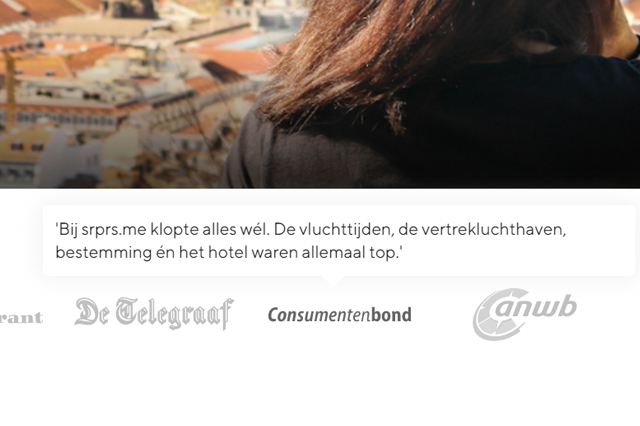 'Bij srprs.me klopte alles wél. De vluchttijden, de vertrekluchthaven,
bestemming én het hotel waren allemaal top.'
rant De Telegraaf Consumentenbond anwb